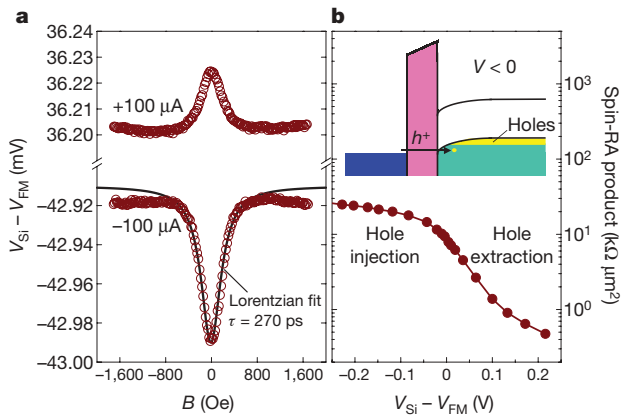 a
36.24
36.23
36.22
36.21
36.20
−42.92
−42.94
−42.96
−42.98
−43.00
V_Si − V_FM (mV)
+100 μA
−100 μA
Lorentzian fit
τ = 270 ps
−1,600 −800 0 800 1,600
B (Oe)
b
V < 0
Holes
h⁺
Hole injection
Hole extraction
10³
10²
10¹
10⁰
Spin-RA product (kΩ μm²)
−0.2 −0.1 0 0.1 0.2
V_Si − V_FM (V)